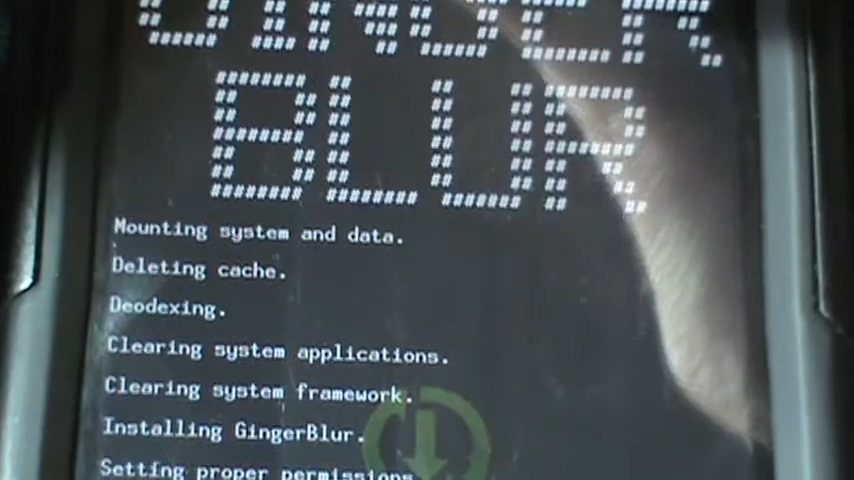 GINGER
BLUR
Mounting system and data.
Deleting cache.
Deodexing.
Clearing system applications.
Clearing system framework.
Installing GingerBlur.
Setting proper permissions.